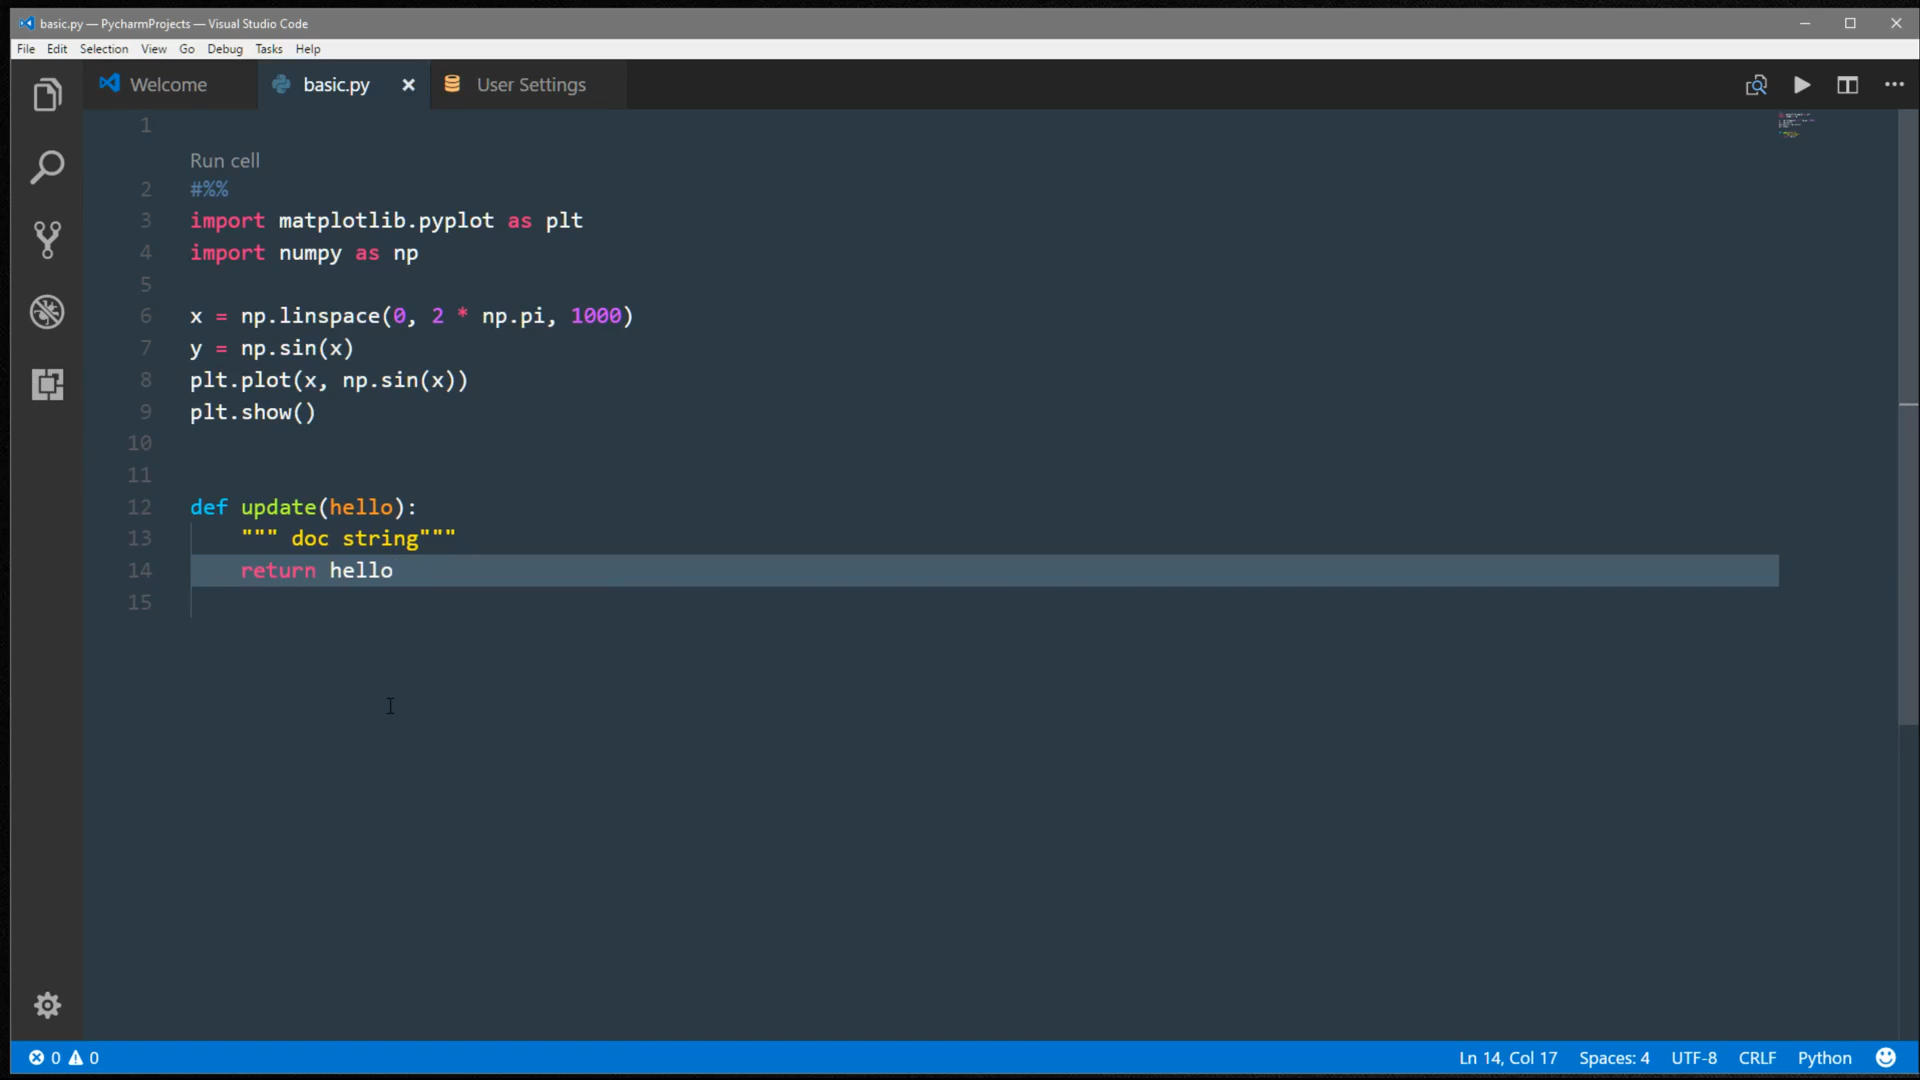 basic.py — PycharmProjects — Visual Studio Code
File Edit Selection View Go Debug Tasks Help
Welcome basic.py User Settings
1
Run cell
2 #%%
3 import matplotlib.pyplot as plt
4 import numpy as np
5
6 x = np.linspace(0, 2 * np.pi, 1000)
7 y = np.sin(x)
8 plt.plot(x, np.sin(x))
9 plt.show()
10
11
12 def update(hello):
13     """ doc string"""
14     return hello
15
0 0 Ln 14, Col 17 Spaces: 4 UTF-8 CRLF Python